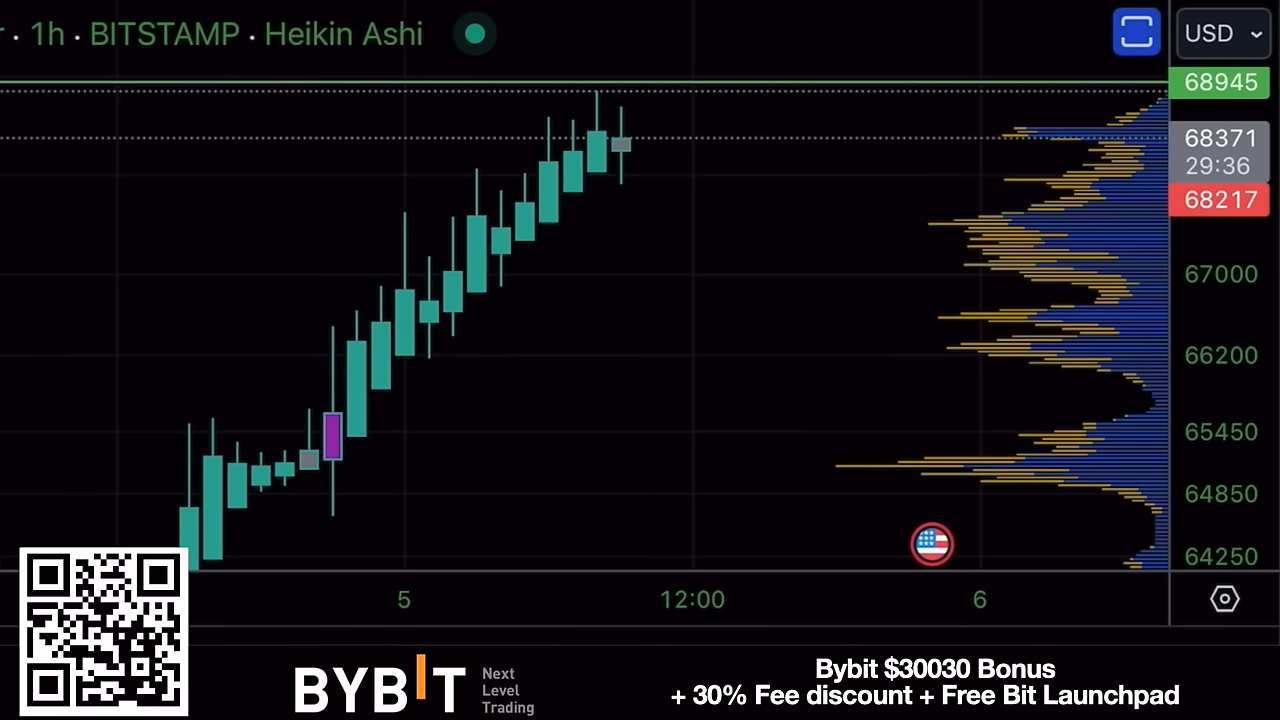 · 1h · BITSTAMP · Heikin Ashi
USD
68945
68371
29:36
68217
67000
66200
65450
64850
64250
5
12:00
6
BYBIT
Next
Level
Trading
Bybit $30030 Bonus
+ 30% Fee discount + Free Bit Launchpad